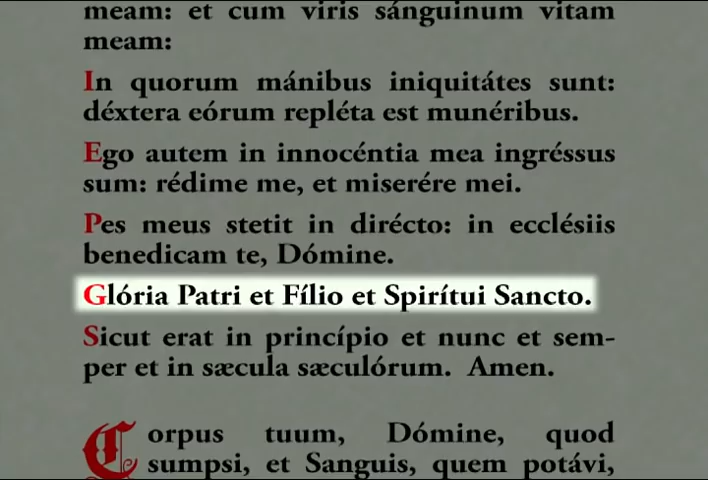 meam: et cum viris sánguinum vitam
meam:
In quorum mánibus iniquitátes sunt:
déxtera eórum repléta est munéribus.
Ego autem in innocéntia mea ingréssus
sum: rédime me, et miserére mei.
Pes meus stetit in dirécto: in ecclésiis
benedicam te, Dómine.
Glória Patri et Fílio et Spirítui Sancto.
Sicut erat in princípio et nunc et sem-
per et in sæcula sæculórum. Amen.
Corpus tuum, Dómine, quod
sumpsi, et Sanguis, quem potávi,